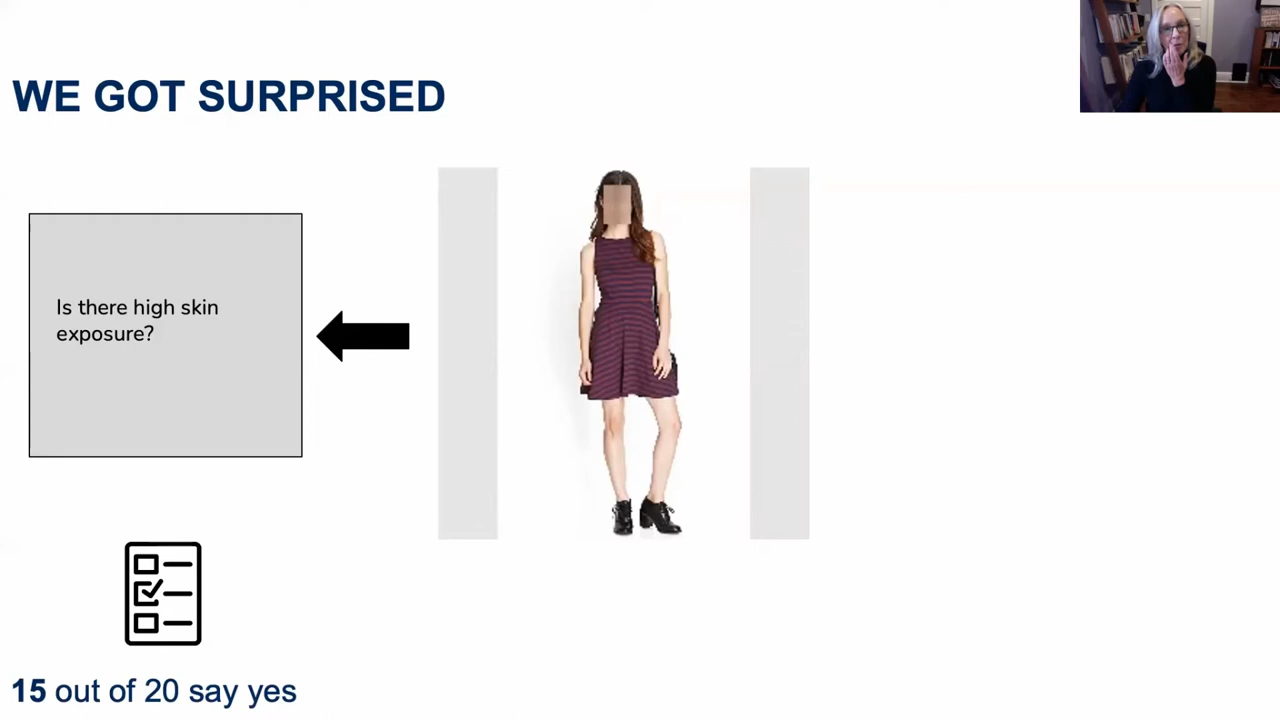 WE GOT SURPRISED
Is there high skin
exposure?
15 out of 20 say yes